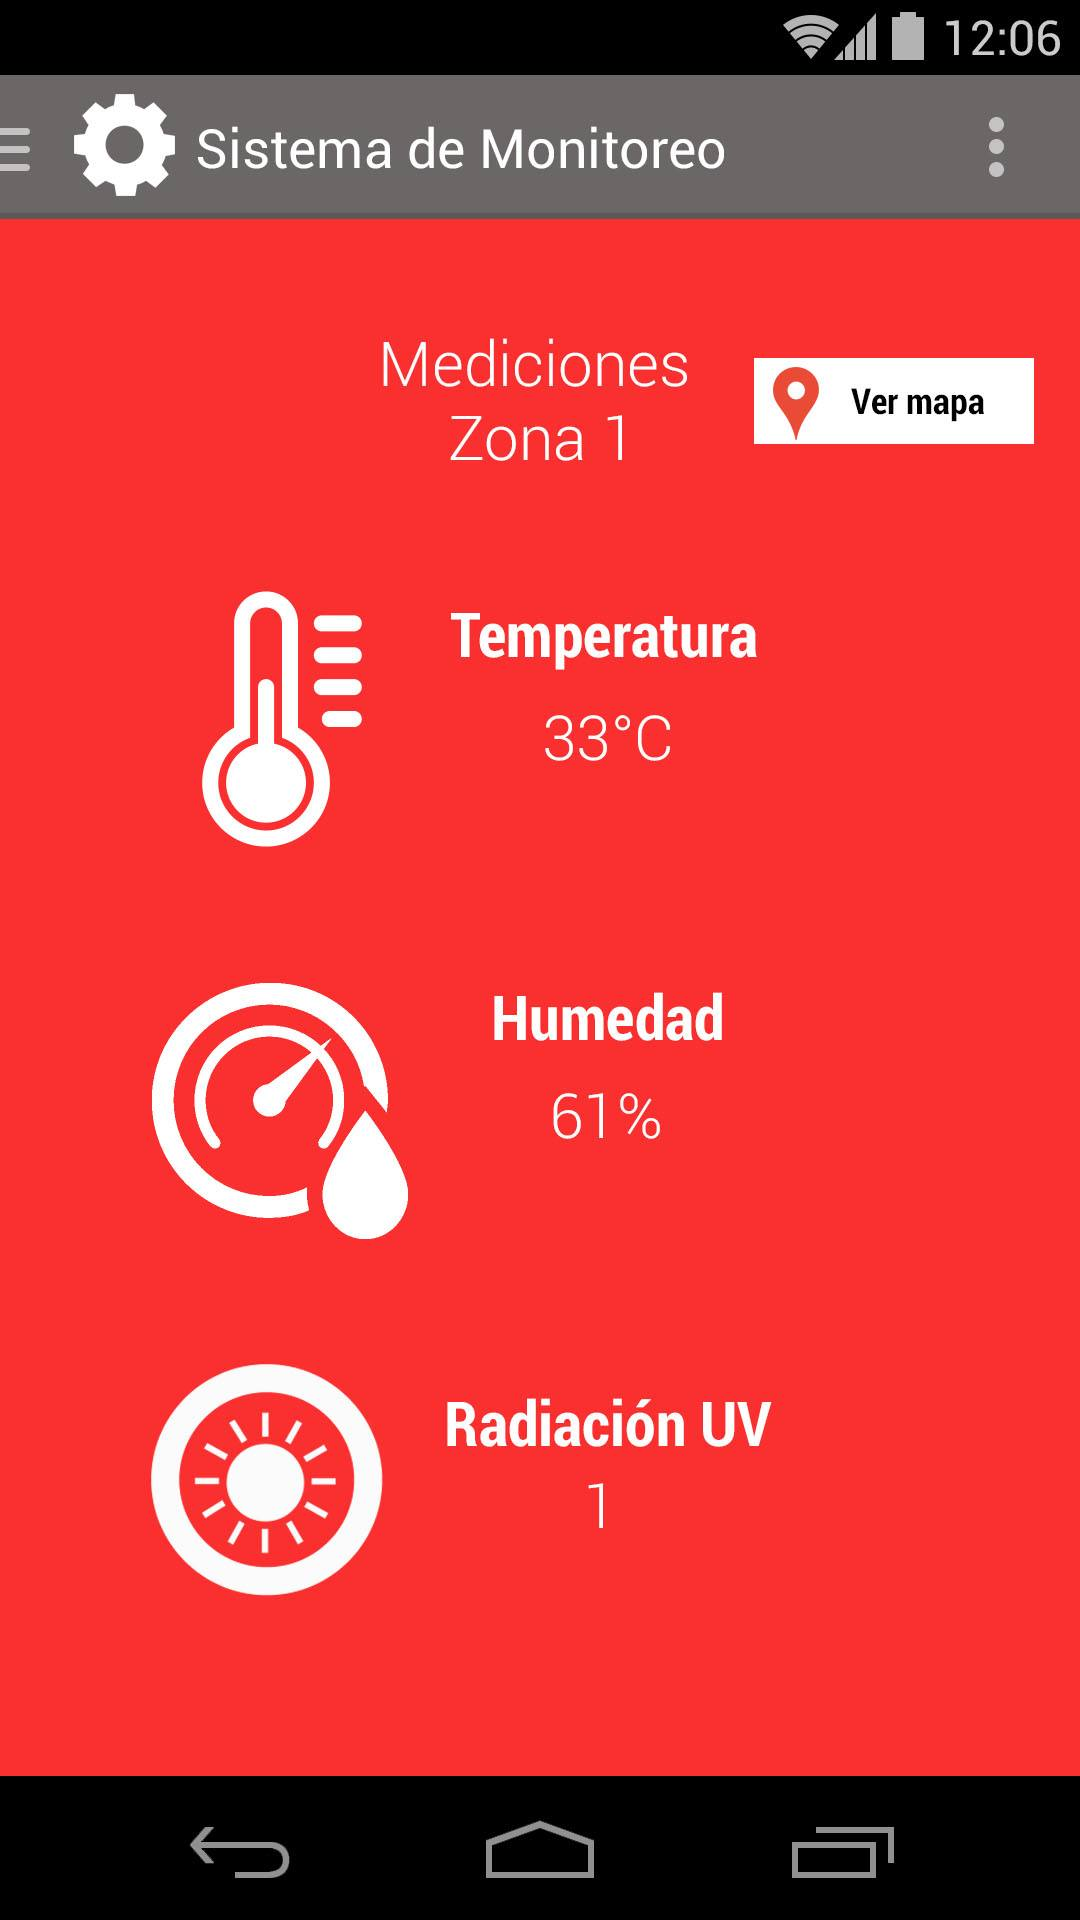 12:06
Sistema de Monitoreo
Mediciones
Zona 1
Ver mapa
Temperatura
33°C
Humedad
61%
Radiación UV
1